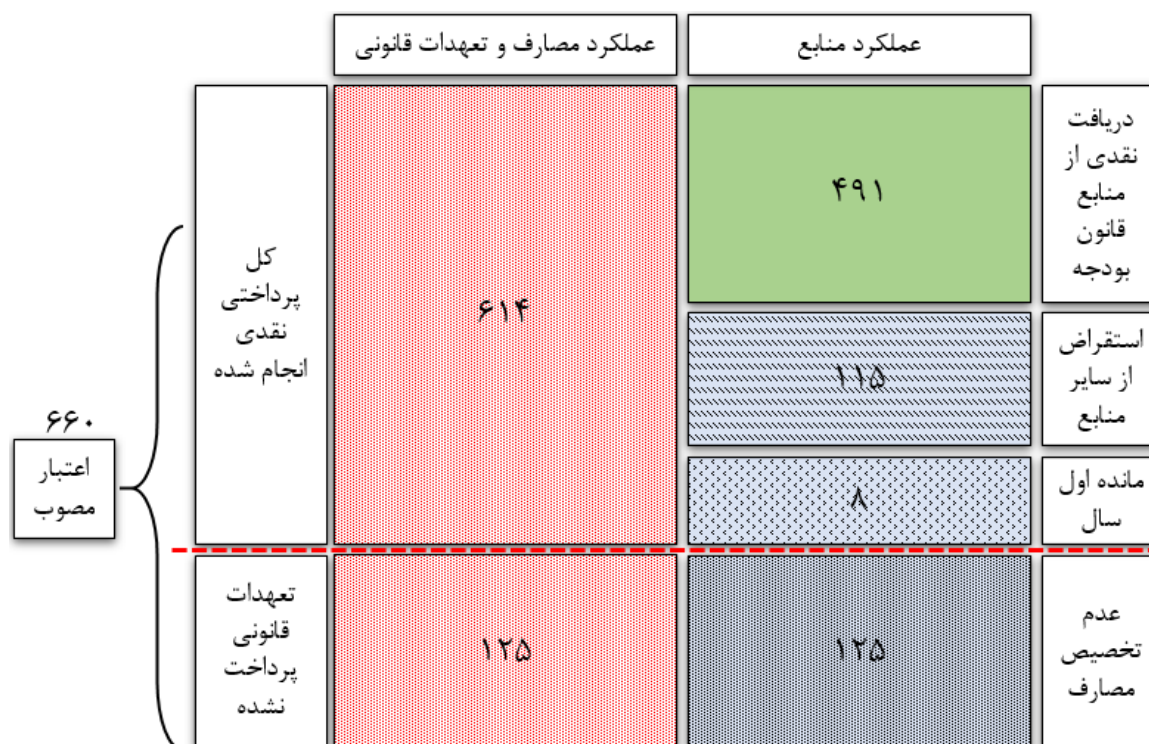 عملکرد منابع
عملکرد مصارف و تعهدات قانونی
دریافت
نقدی از
منابع
قانون
بودجه
۴۹۱
۶۱۴
کل
پرداختی
نقدی
انجام شده
استقراض
از سایر
منابع
۱۱۵
مانده اول
سال
۸
عدم
تخصیص
مصارف
۱۲۵
۱۲۵
تعهدات
قانونی
پرداخت
نشده
۶۶۰
اعتبار
مصوب